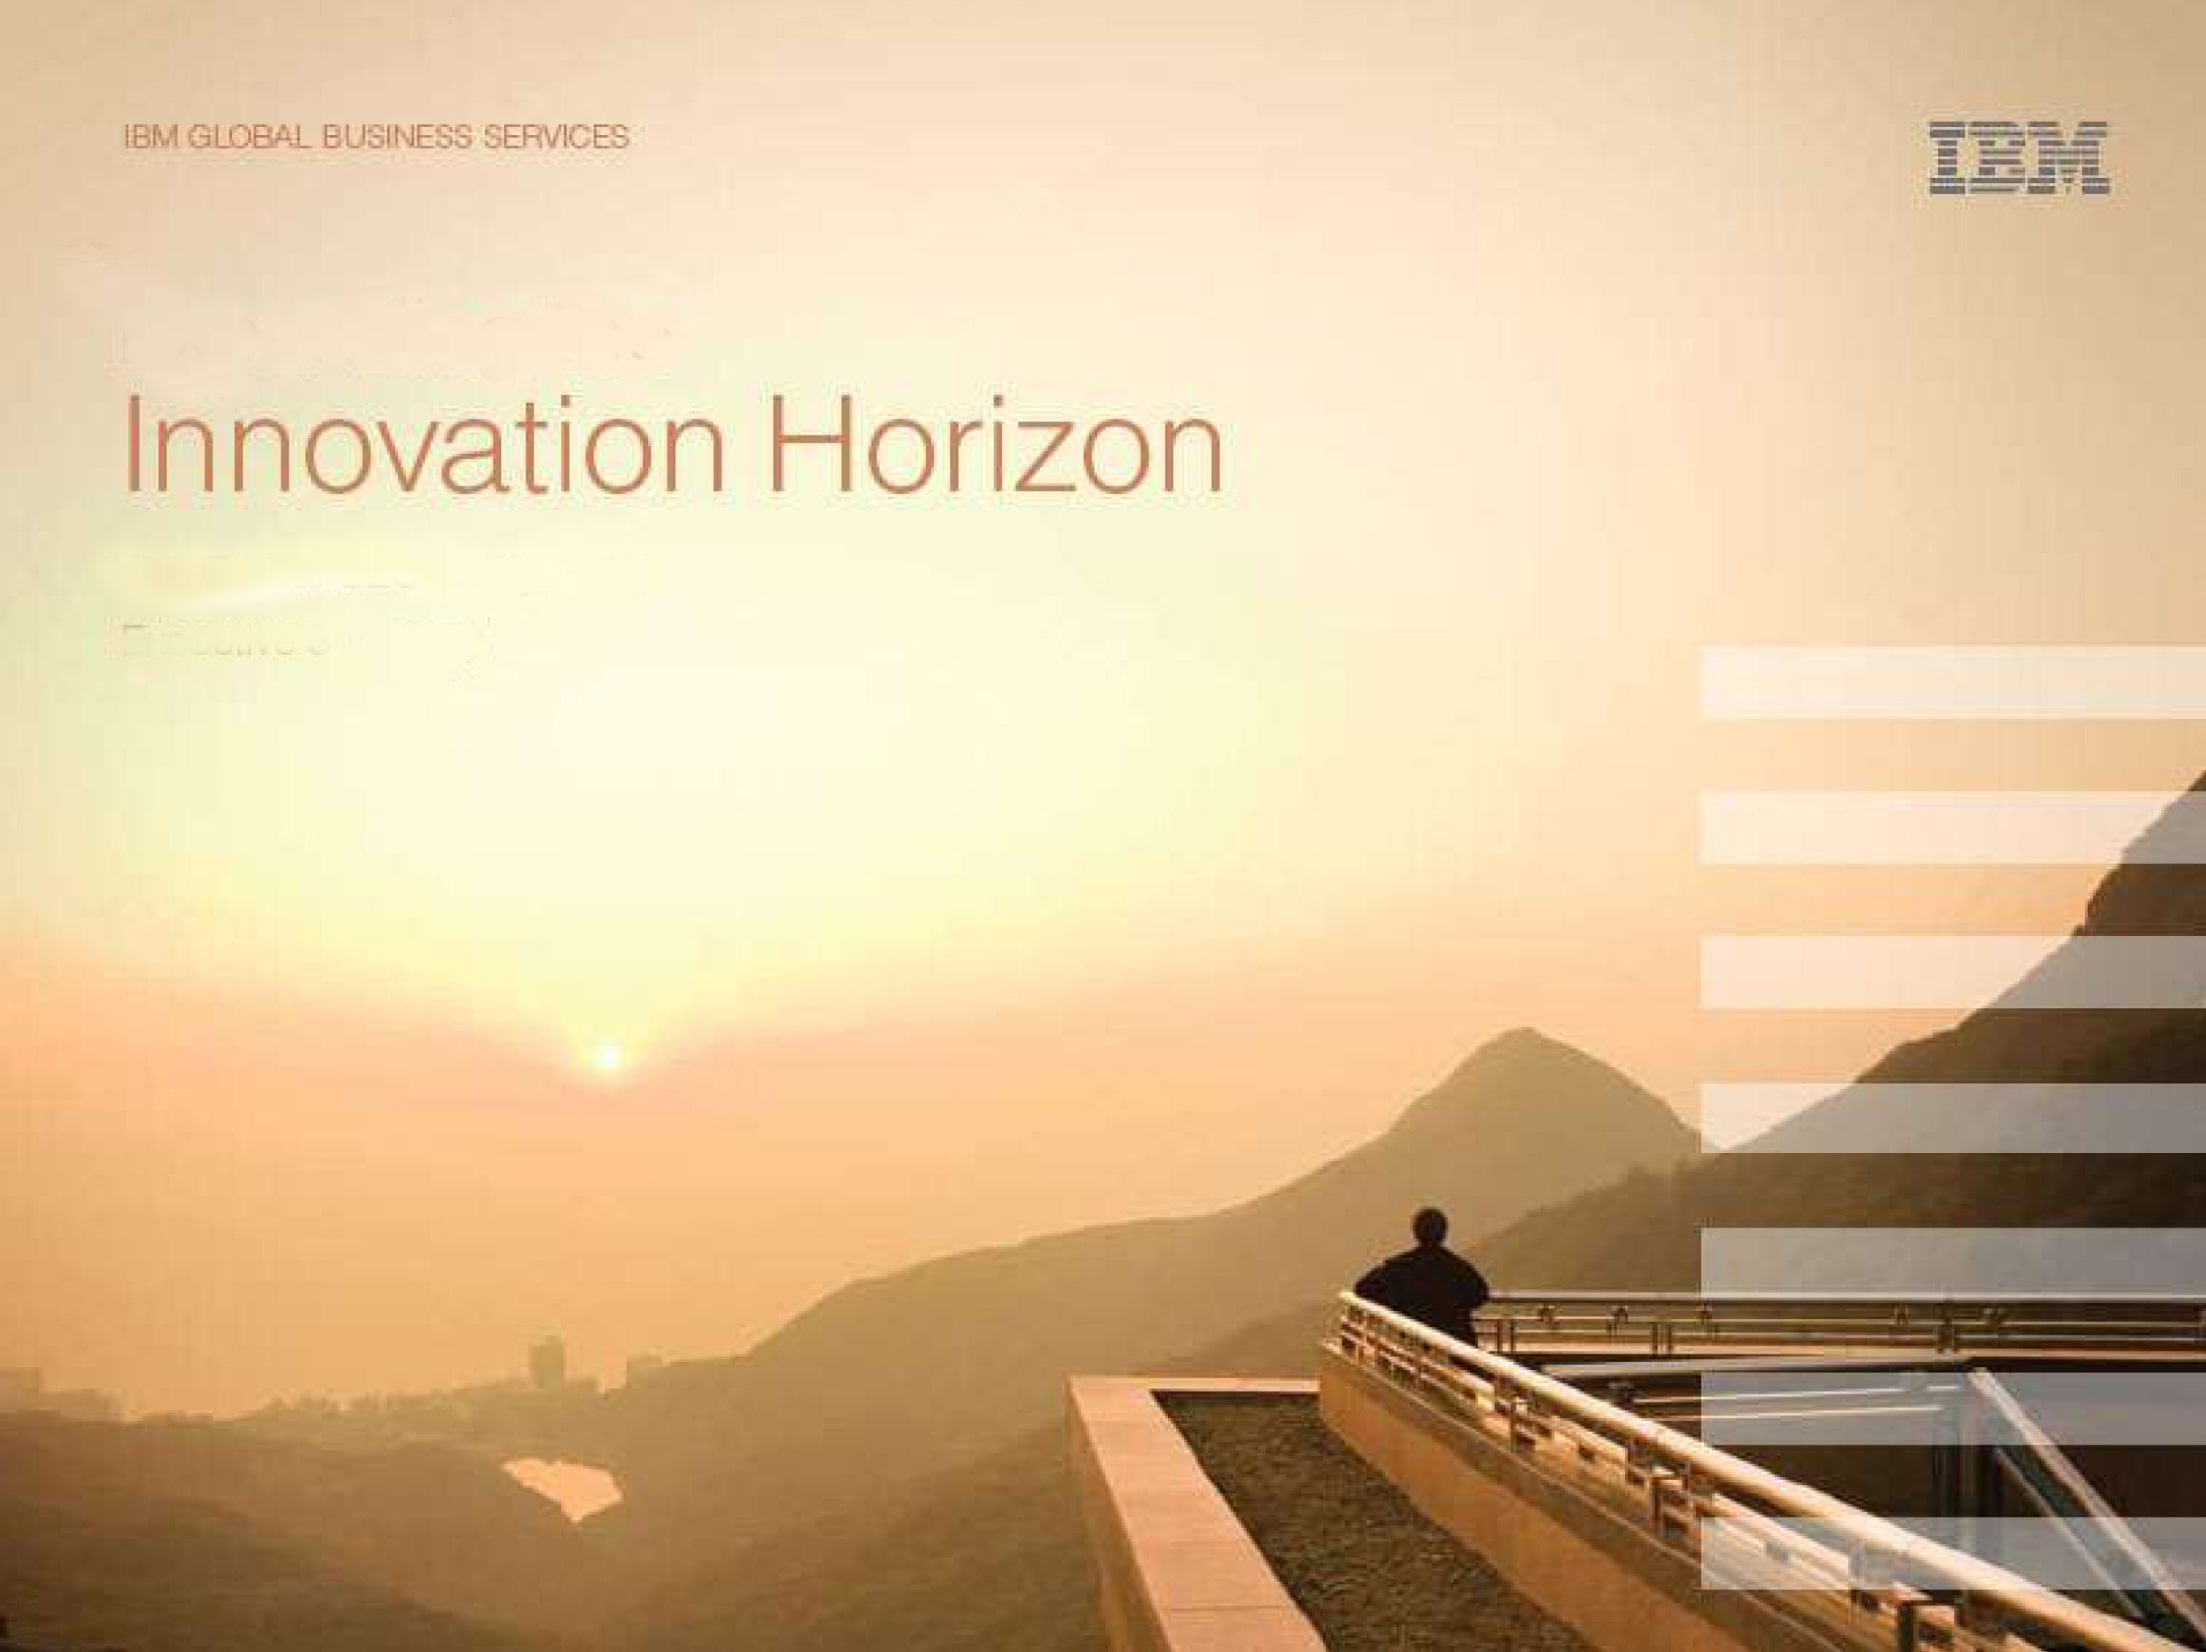 IBM GLOBAL BUSINESS SERVICES
IBM
Innovation Horizon